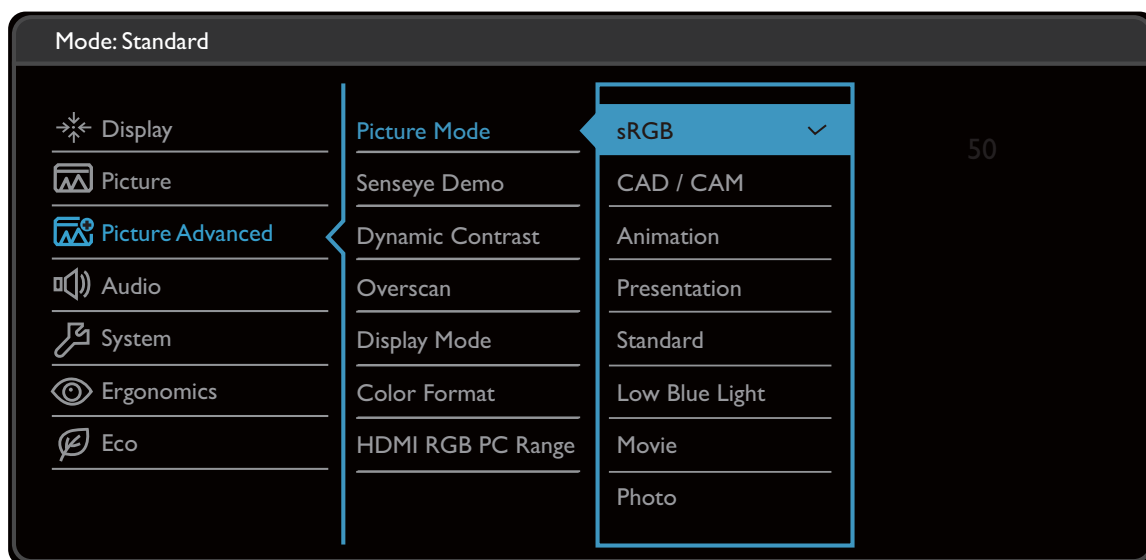 Mode: Standard
Display
Picture
Picture Advanced
Audio
System
Ergonomics
Eco
Picture Mode
Senseye Demo
Dynamic Contrast
Overscan
Display Mode
Color Format
HDMI RGB PC Range
sRGB
CAD / CAM
Animation
Presentation
Standard
Low Blue Light
Movie
Photo
50